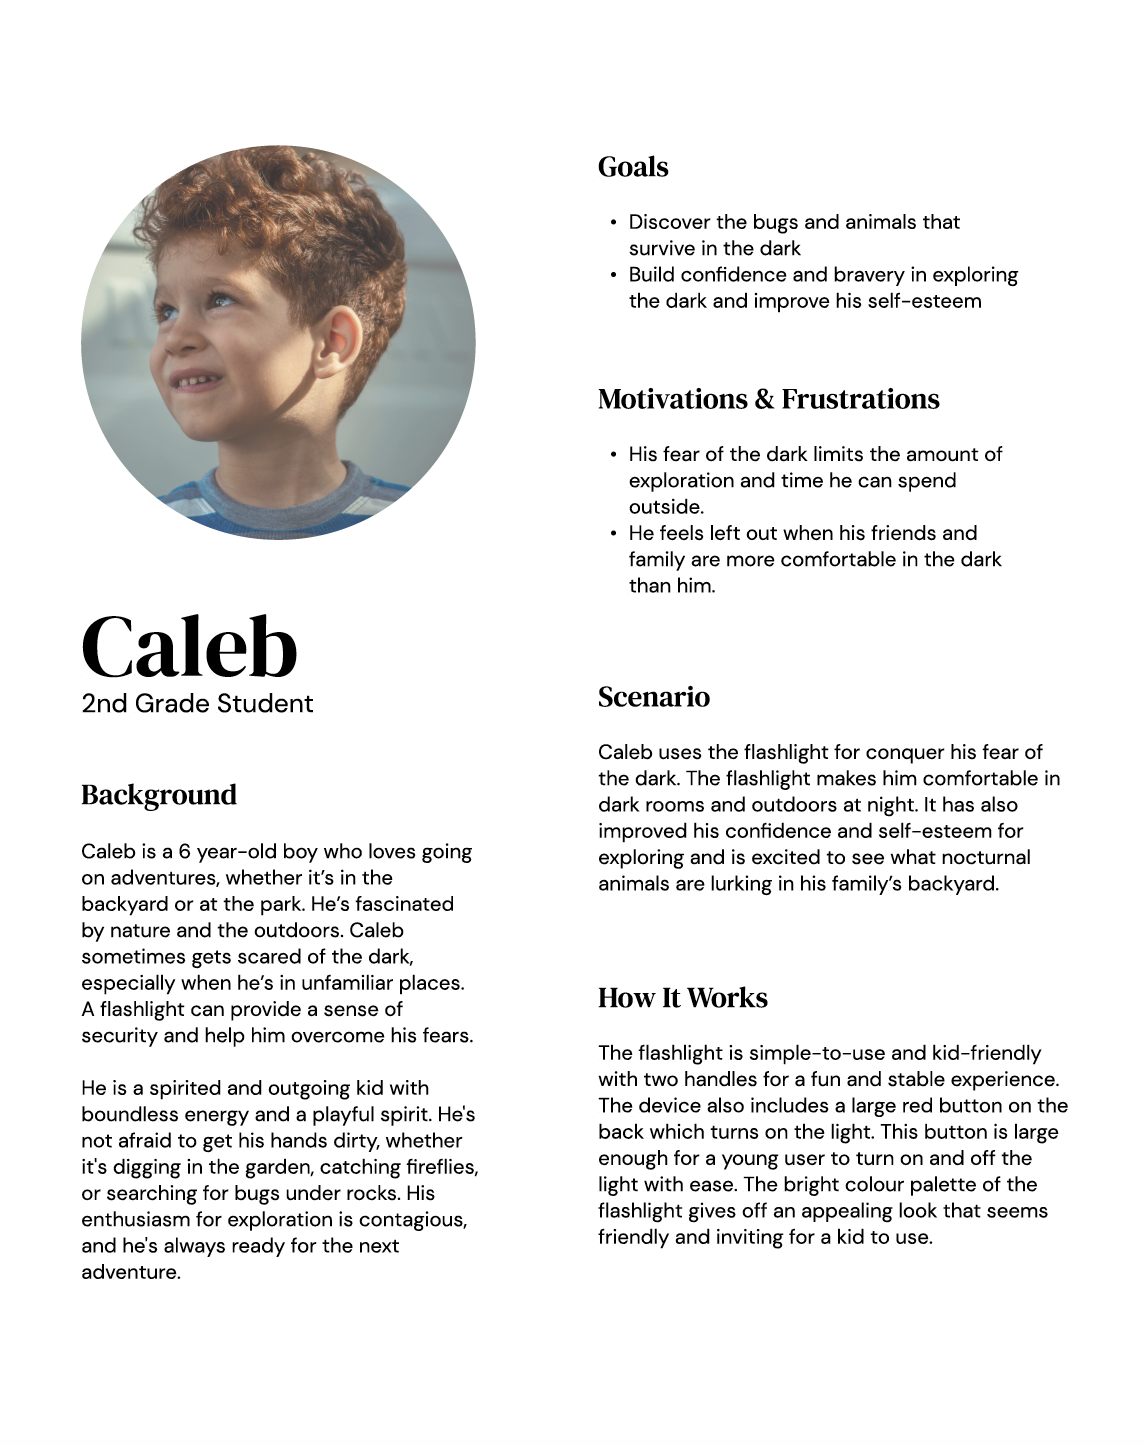 Caleb
2nd Grade Student
Background
Caleb is a 6 year-old boy who loves going
on adventures, whether it’s in the
backyard or at the park. He’s fascinated
by nature and the outdoors. Caleb
sometimes gets scared of the dark,
especially when he’s in unfamiliar places.
A flashlight can provide a sense of
security and help him overcome his fears.
He is a spirited and outgoing kid with
boundless energy and a playful spirit. He's
not afraid to get his hands dirty, whether
it's digging in the garden, catching fireflies,
or searching for bugs under rocks. His
enthusiasm for exploration is contagious,
and he's always ready for the next
adventure.
Goals
• Discover the bugs and animals that
survive in the dark
• Build confidence and bravery in exploring
the dark and improve his self-esteem
Motivations & Frustrations
• His fear of the dark limits the amount of
exploration and time he can spend
outside.
• He feels left out when his friends and
family are more comfortable in the dark
than him.
Scenario
Caleb uses the flashlight for conquer his fear of
the dark. The flashlight makes him comfortable in
dark rooms and outdoors at night. It has also
improved his confidence and self-esteem for
exploring and is excited to see what nocturnal
animals are lurking in his family’s backyard.
How It Works
The flashlight is simple-to-use and kid-friendly
with two handles for a fun and stable experience.
The device also includes a large red button on the
back which turns on the light. This button is large
enough for a young user to turn on and off the
light with ease. The bright colour palette of the
flashlight gives off an appealing look that seems
friendly and inviting for a kid to use.